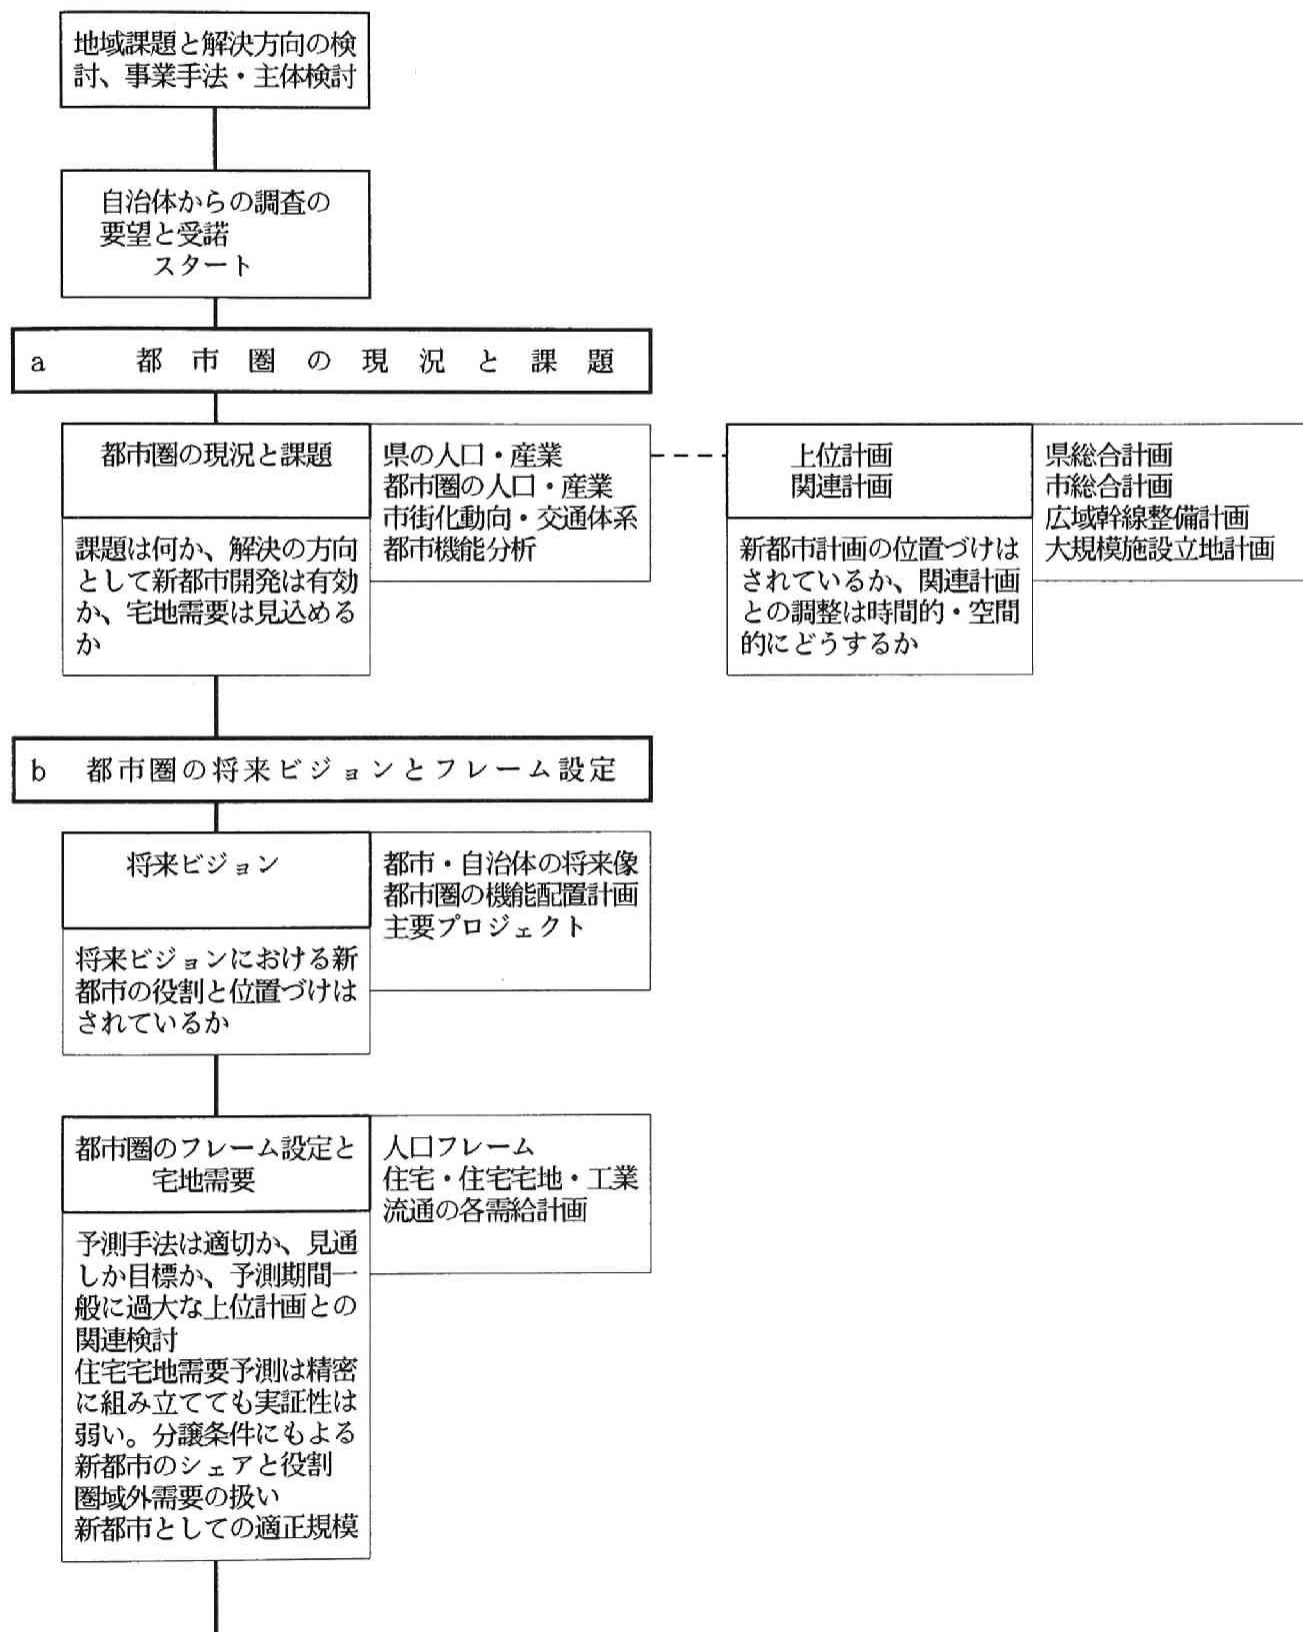 地域課題と解決方向の検
討、事業手法・主体検討
自治体からの調査の
要望と受諾
スタート
a 都市圏の現況と課題
都市圏の現況と課題
県の人口・産業
都市圏の人口・産業
市街化動向・交通体系
都市機能分析
課題は何か、解決の方向
として新都市開発は有効
か、宅地需要は見込める
か
上位計画
関連計画
県総合計画
市総合計画
広域幹線整備計画
大規模施設立地計画
新都市計画の位置づけは
されているか、関連計画
との調整は時間的・空間
的にどうするか
b 都市圏の将来ビジョンとフレーム設定
将来ビジョン
都市・自治体の将来像
都市圏の機能配置計画
主要プロジェクト
将来ビジョンにおける新
都市の役割と位置づけは
されているか
都市圏のフレーム設定と
宅地需要
人口フレーム
住宅・住宅宅地・工業
流通の各需給計画
予測手法は適切か、見通
しか目標か、予測期間一
般に過大な上位計画との
関連検討
住宅宅地需要予測は精密
に組み立てても実証性は
弱い。分譲条件にもよる
新都市のシェアと役割
圏域外需要の扱い
新都市としての適正規模